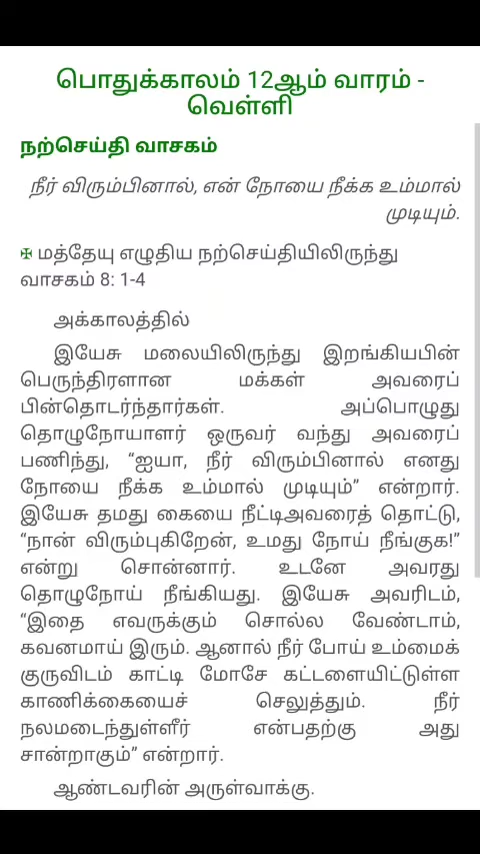 பொதுக்காலம் 12ஆம் வாரம் -
வெள்ளி
நற்செய்தி வாசகம்
நீர் விரும்பினால், என் நோயை நீக்க உம்மால்
முடியும்.
✠ மத்தேயு எழுதிய நற்செய்தியிலிருந்து
வாசகம் 8: 1-4
அக்காலத்தில்
இயேசு மலையிலிருந்து இறங்கியபின்
பெருந்திரளான மக்கள் அவரைப்
பின்தொடர்ந்தார்கள். அப்பொழுது
தொழுநோயாளர் ஒருவர் வந்து அவரைப்
பணிந்து, “ஐயா, நீர் விரும்பினால் எனது
நோயை நீக்க உம்மால் முடியும்” என்றார்.
இயேசு தமது கையை நீட்டிஅவரைத் தொட்டு,
“நான் விரும்புகிறேன், உமது நோய் நீங்குக!”
என்று சொன்னார். உடனே அவரது
தொழுநோய் நீங்கியது. இயேசு அவரிடம்,
“இதை எவருக்கும் சொல்ல வேண்டாம்,
கவனமாய் இரும். ஆனால் நீர் போய் உம்மைக்
குருவிடம் காட்டி மோசே கட்டளையிட்டுள்ள
காணிக்கையைச் செலுத்தும். நீர்
நலமடைந்துள்ளீர் என்பதற்கு அது
சான்றாகும்” என்றார்.
ஆண்டவரின் அருள்வாக்கு.